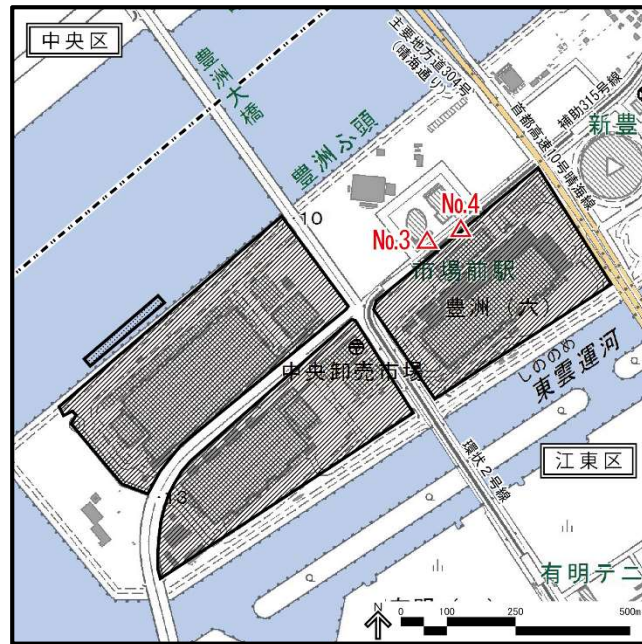 中央区
豊洲大橋
豊洲ふ頭
主要地方道304号
(晴海通り)
首都高速10号晴海線
補助315号線
新豊
10
No.4
No.3
市場前駅
豊洲(六)
中央卸売市場
しののめ
東雲運河
環状2号線
江東区
13
有明テニ
N
0
100
250
500m